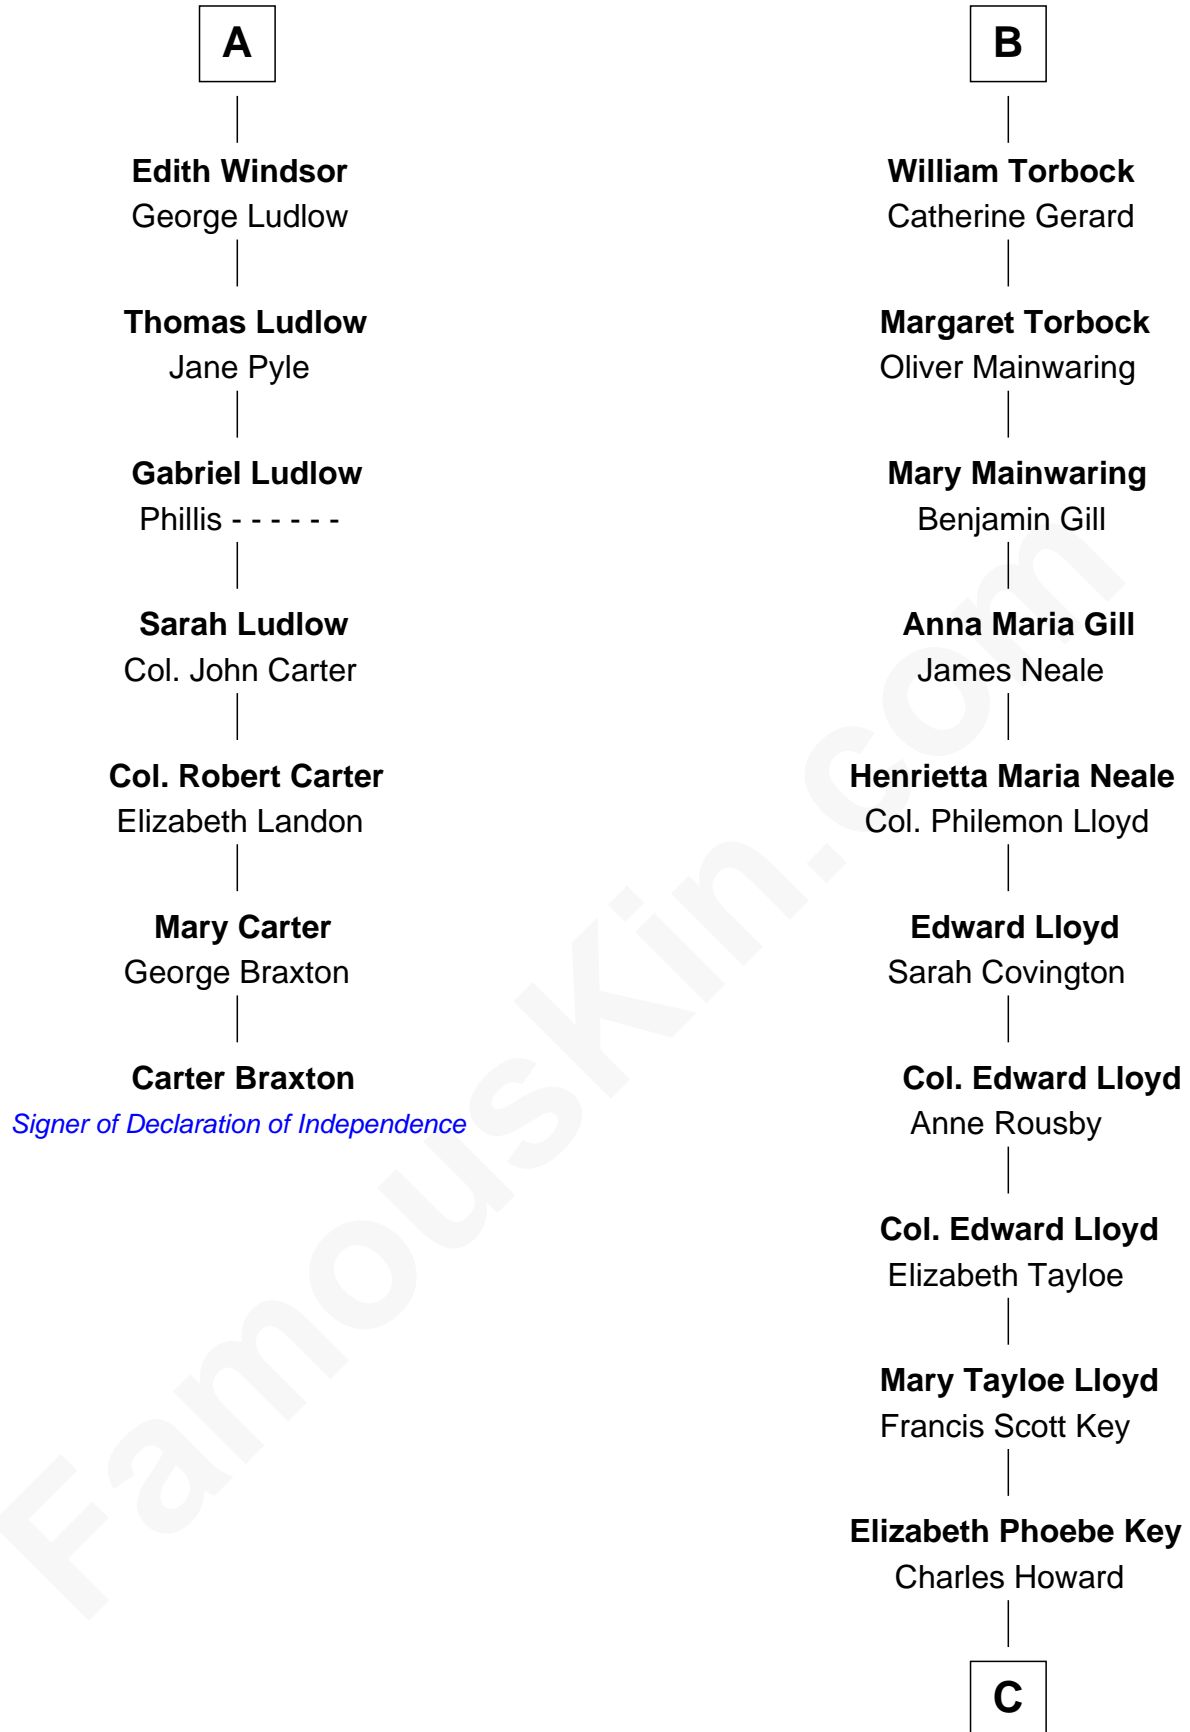 A
Edith Windsor
George Ludlow
Thomas Ludlow
Jane Pyle
Gabriel Ludlow
Phillis - - - - - -
Sarah Ludlow
Col. John Carter
Col. Robert Carter
Elizabeth Landon
Mary Carter
George Braxton
Carter Braxton
Signer of Declaration of Independence
B
William Torbock
Catherine Gerard
Margaret Torbock
Oliver Mainwaring
Mary Mainwaring
Benjamin Gill
Anna Maria Gill
James Neale
Henrietta Maria Neale
Col. Philemon Lloyd
Edward Lloyd
Sarah Covington
Col. Edward Lloyd
Anne Rousby
Col. Edward Lloyd
Elizabeth Tayloe
Mary Tayloe Lloyd
Francis Scott Key
Elizabeth Phoebe Key
Charles Howard
C
FamousKin.com